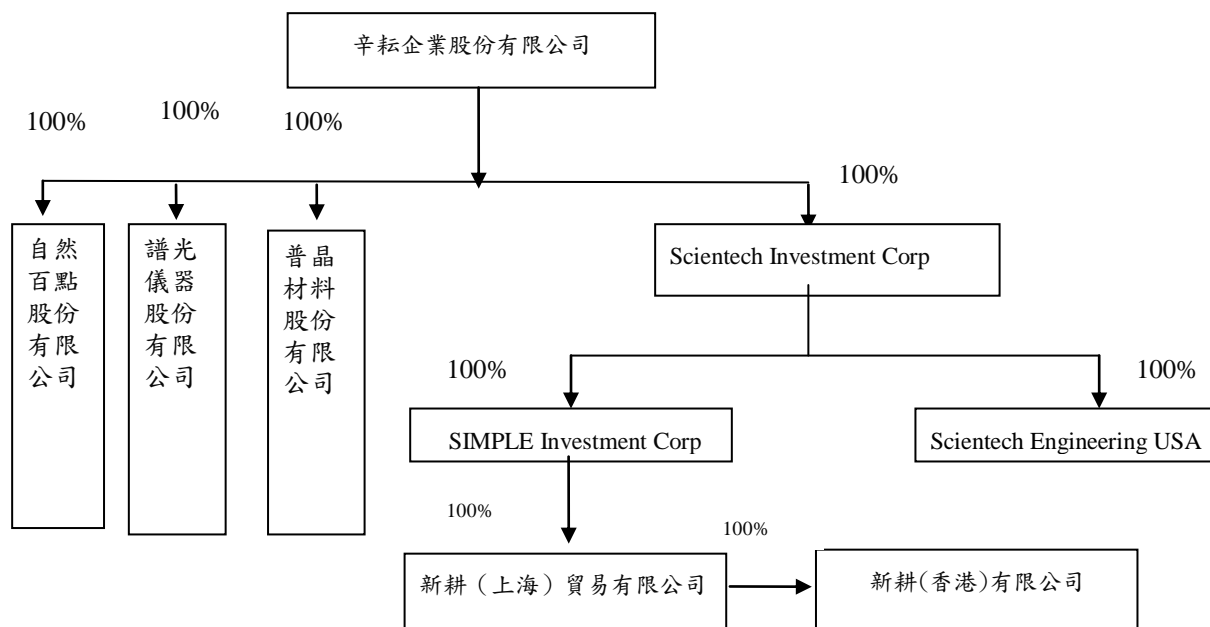 辛耘企業股份有限公司
100%
100%
100%
100%
自然
百點
股份
有限
公司
譜光
儀器
股份
有限
公司
普晶
材料
股份
有限
公司
Scientech Investment Corp
100%
100%
SIMPLE Investment Corp
Scientech Engineering USA
100%
100%
新耕（上海）貿易有限公司
新耕(香港)有限公司